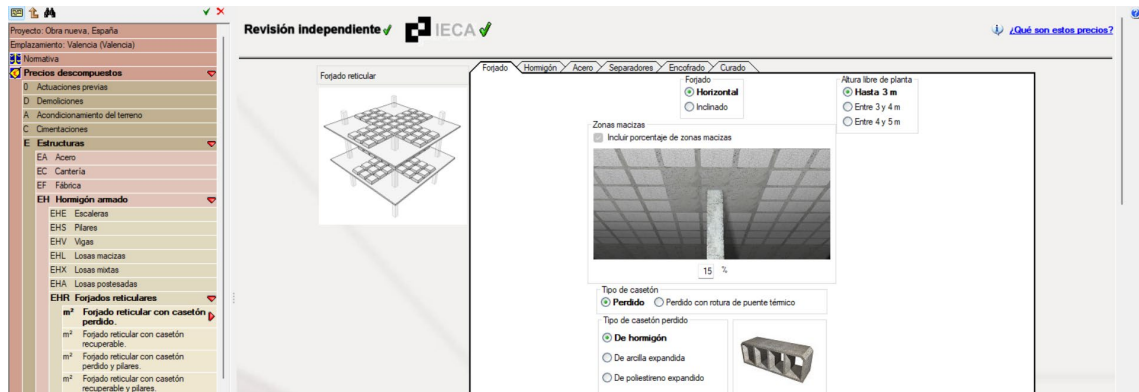 Proyecto: Obra nueva, España
Emplazamiento: Valencia (Valencia)
Normativa
Precios descompuestos
0 Actuaciones previas
D Demoliciones
A Acondicionamiento del terreno
C Cimentaciones
E Estructuras
EA Acero
EC Cantería
EF Fábrica
EH Hormigón armado
EHE Escaleras
EHS Pilares
EHV Vigas
EHL Losas macizas
EHX Losas mixtas
EHA Losas postesadas
EHR Forjados reticulares
m² Forjado reticular con casetón
perdido.
m² Forjado reticular con casetón
recuperable.
m² Forjado reticular con casetón
perdido y pilares.
m² Forjado reticular con casetón
recuperable y pilares.
Revisión independiente
IECA
¿Qué son estos precios?
Forjado reticular
Forjado Hormigón Acero Separadores Encofrado Curado
Forjado
Horizontal
Inclinado
Altura libre de planta
Hasta 3 m
Entre 3 y 4 m
Entre 4 y 5 m
Zonas macizas
Incluir porcentaje de zonas macizas
15 %
Tipo de casetón
Perdido Perdido con rotura de puente térmico
Tipo de casetón perdido
De hormigón
De arcilla expandida
De poliestireno expandido